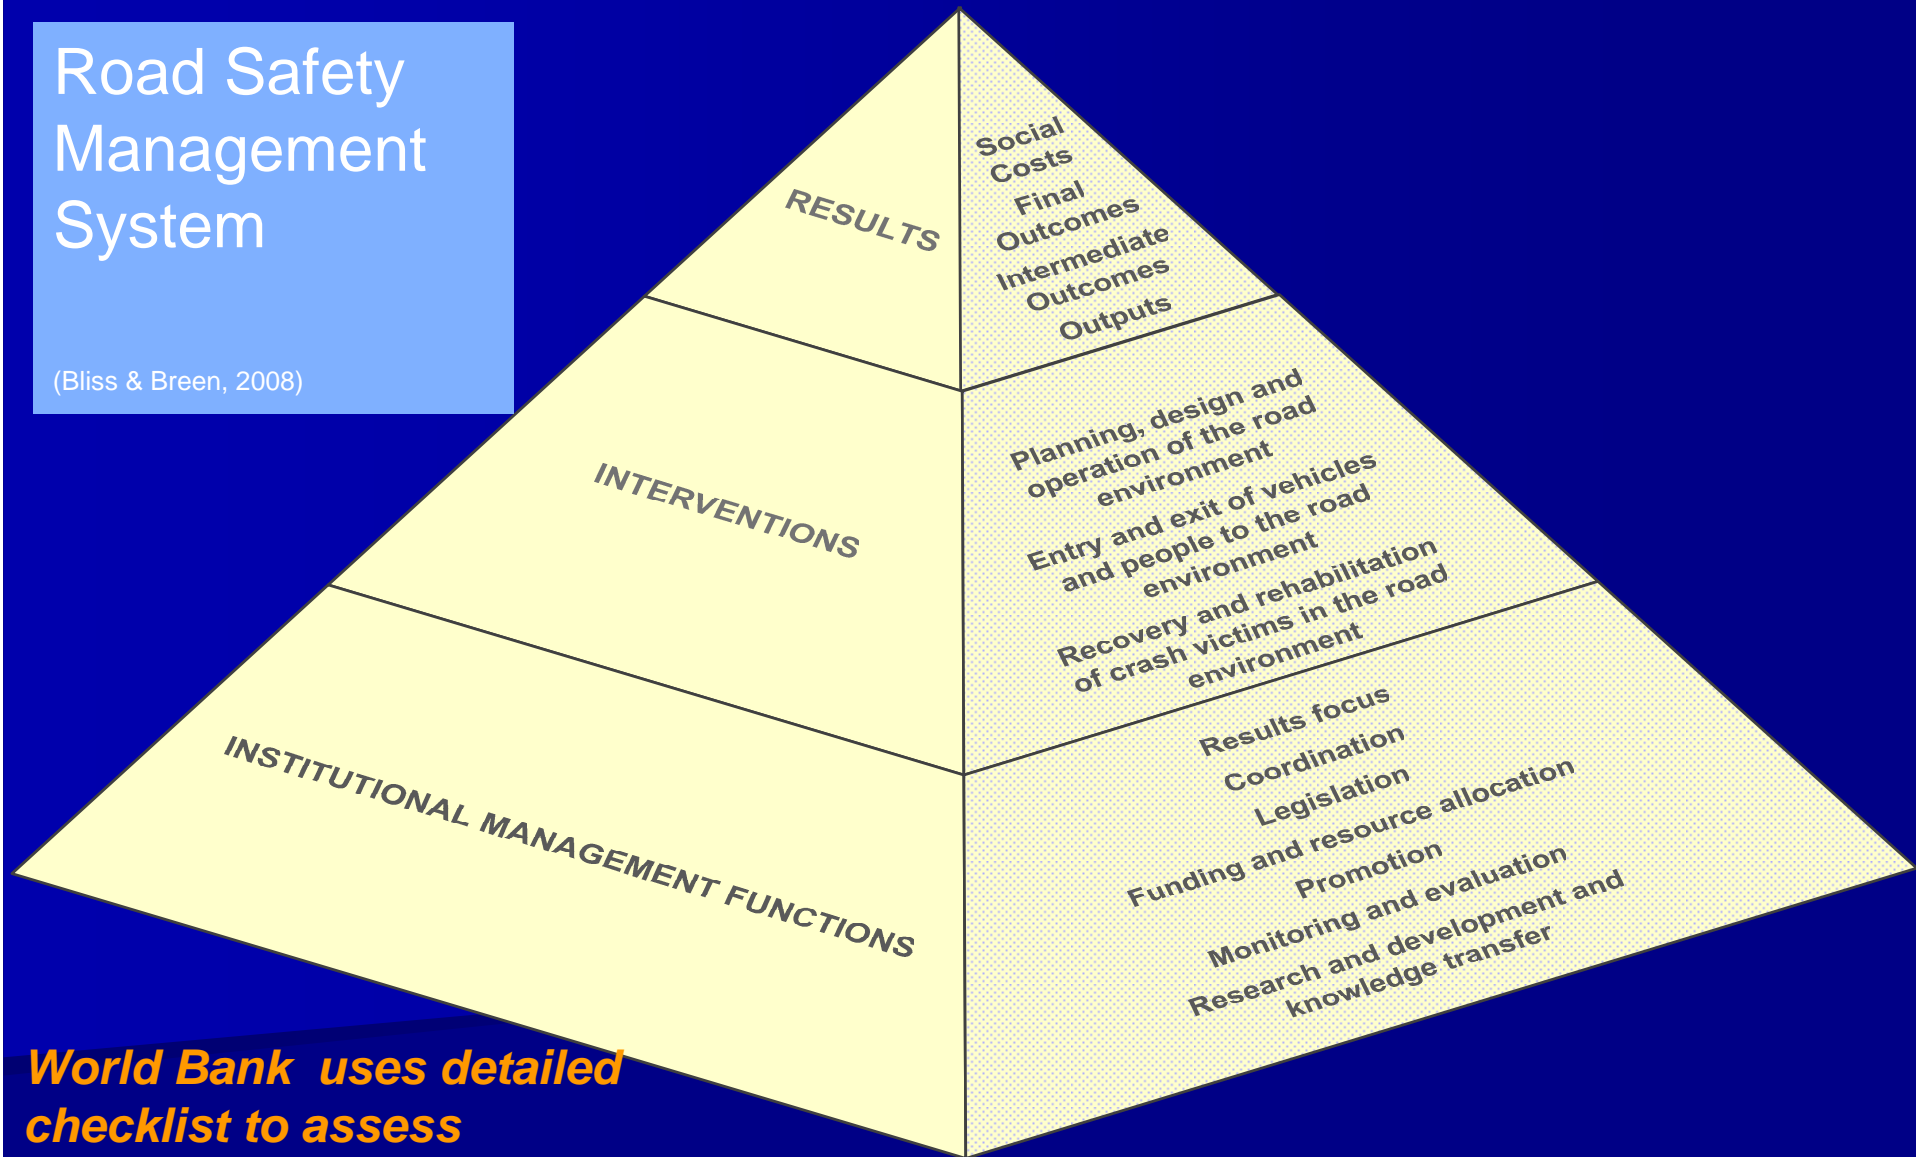 Road Safety
Management
System
(Bliss & Breen, 2008)
RESULTS
Social
Costs
Final
Outcomes
Intermediate
Outcomes
Outputs
INTERVENTIONS
Planning, design and
operation of the road
environment
Entry and exit of vehicles
and people to the road
environment
Recovery and rehabilitation
of crash victims in the road
environment
INSTITUTIONAL MANAGEMENT FUNCTIONS
Results focus
Coordination
Legislation
Funding and resource allocation
Promotion
Monitoring and evaluation
Research and development and
knowledge transfer
World Bank  uses detailed
checklist to assess